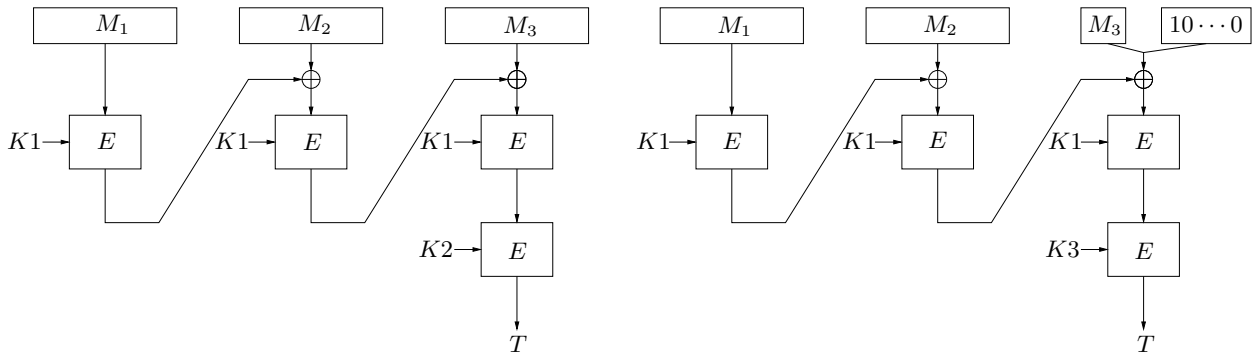 M₁ M₂ M₃ M₁ M₂ M₃ 10⋯0
K1 E K1 E K1 E K1 E K1 E K1 E
K2 E K3 E
T T